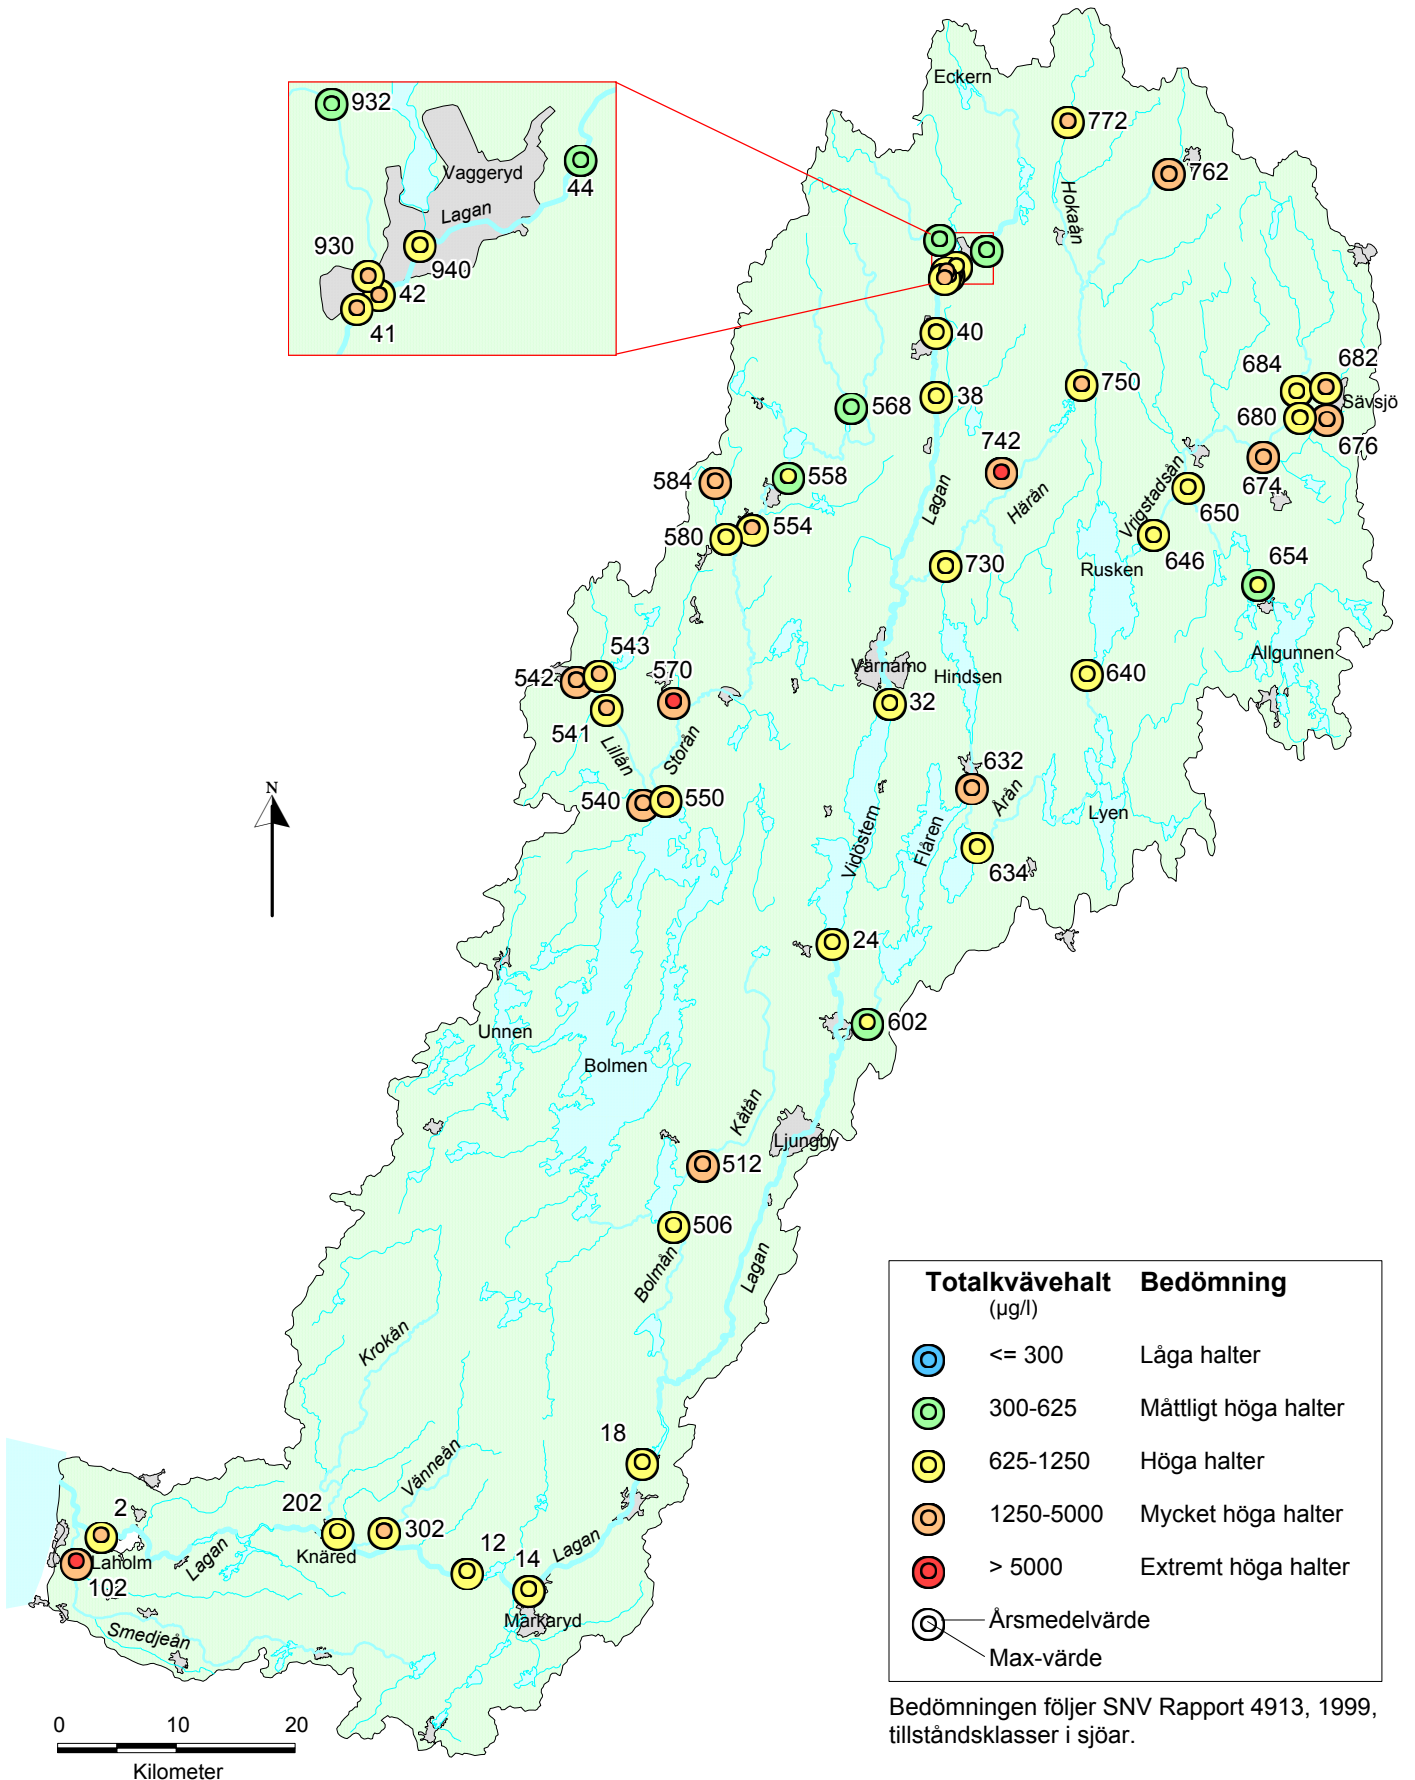 Eckern
932
772
Vaggeryd
762
44
Lagan
Hokaån
930
940
42
41
40
684
682
750
38
Sävsjö
568
680
676
742
674
558
584
Lagan
Härån
Vrigstadsån
650
554
580
646
730
Rusken
654
543
Allgunnen
570
Värnamo
542
Hindsen
640
32
541
Lillån
Storån
632
N
540
550
Årån
Lyen
Vidöstern
Flåren
634
24
602
Unnen
Bolmen
Kåtån
Ljungby
512
506
Bolmån
Lagan
Totalkvävehalt Bedömning
(µg/l)
<= 300 Låga halter
300-625 Måttligt höga halter
625-1250 Höga halter
1250-5000 Mycket höga halter
> 5000 Extremt höga halter
Årsmedelvärde
Max-värde
Bedömningen följer SNV Rapport 4913, 1999,
tillståndsklasser i sjöar.
Krokån
18
Vänneån
202
2
302
12
Lagan
14
Knäred
Laholm
Lagan
102
Markaryd
Smedjeån
0 10 20
Kilometer